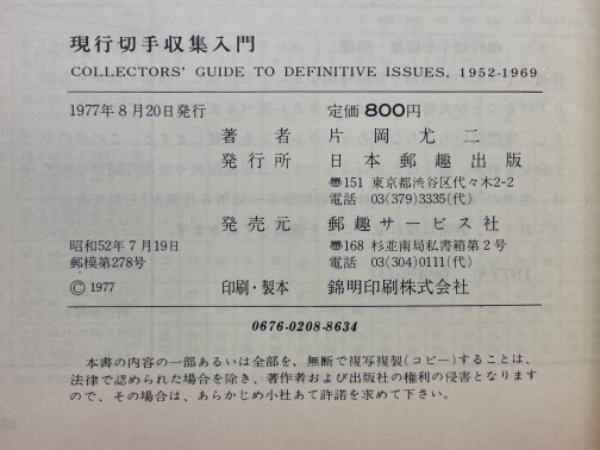 現行切手収集入門
COLLECTORS' GUIDE TO DEFINITIVE ISSUES, 1952-1969
1977年8月20日発行 定価 800円
著者 片岡尤二
発行所 日本郵趣出版
〠151 東京都渋谷区代々木2-2
電話 03(379)3335(代)
発売元 郵趣サービス社
昭和52年7月19日 〠168 杉並南局私書箱第2号
郵模第278号 電話 03(304)0111(代)
©1977 印刷・製本 錦明印刷株式会社
0676-0208-8634
本書の内容の一部あるいは全部を，無断で複写複製(コピー)することは，
法律で認められた場合を除き、著作者および出版社の権利の侵害となります
ので、その場合は、あらかじめ小社あて許諾を求めて下さい。